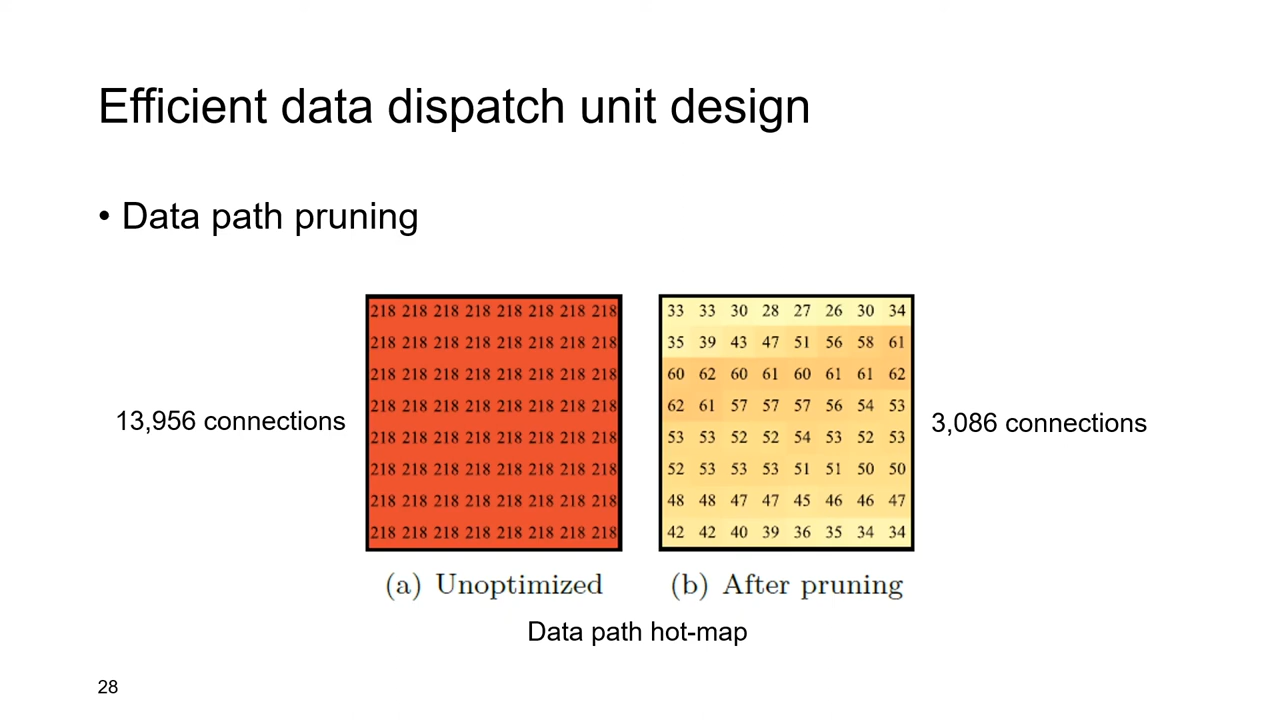 Efficient data dispatch unit design
• Data path pruning
13,956 connections
218 218 218 218 218 218 218 218
218 218 218 218 218 218 218 218
218 218 218 218 218 218 218 218
218 218 218 218 218 218 218 218
218 218 218 218 218 218 218 218
218 218 218 218 218 218 218 218
218 218 218 218 218 218 218 218
218 218 218 218 218 218 218 218
(a) Unoptimized
33 33 30 28 27 26 30 34
35 39 43 47 51 56 58 61
60 62 60 61 60 61 61 62
62 61 57 57 57 56 54 53
53 53 52 52 54 53 52 53
52 53 53 53 51 51 50 50
48 48 47 47 45 46 46 47
42 42 40 39 36 35 34 34
(b) After pruning
3,086 connections
Data path hot-map
28